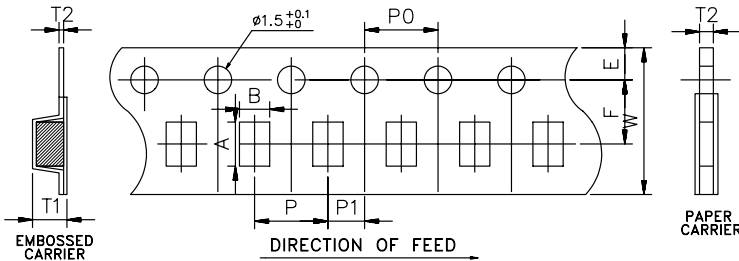 T2
ø1.5 +0.1 +0
P0
T2
E
B
F
W
A
T1
P
P1
EMBOSSED
CARRIER
DIRECTION OF FEED
PAPER
CARRIER